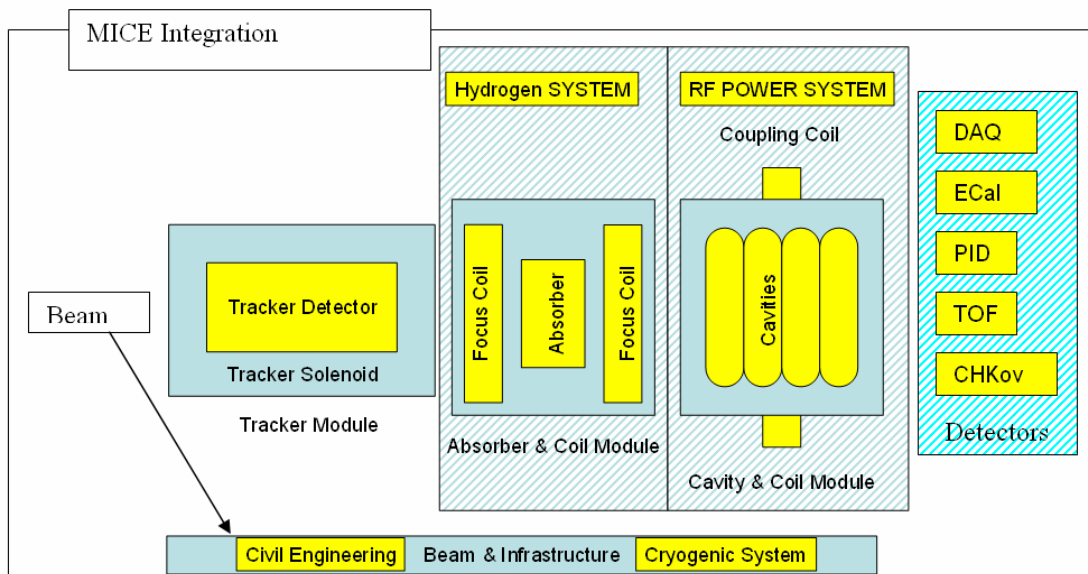 MICE Integration
Hydrogen SYSTEM
RF POWER SYSTEM
Coupling Coil
DAQ
ECal
PID
TOF
CHKov
Detectors
Beam
Tracker Detector
Tracker Solenoid
Tracker Module
Focus Coil
Absorber
Focus Coil
Absorber & Coil Module
Cavities
Cavity & Coil Module
Civil Engineering
Beam & Infrastructure
Cryogenic System